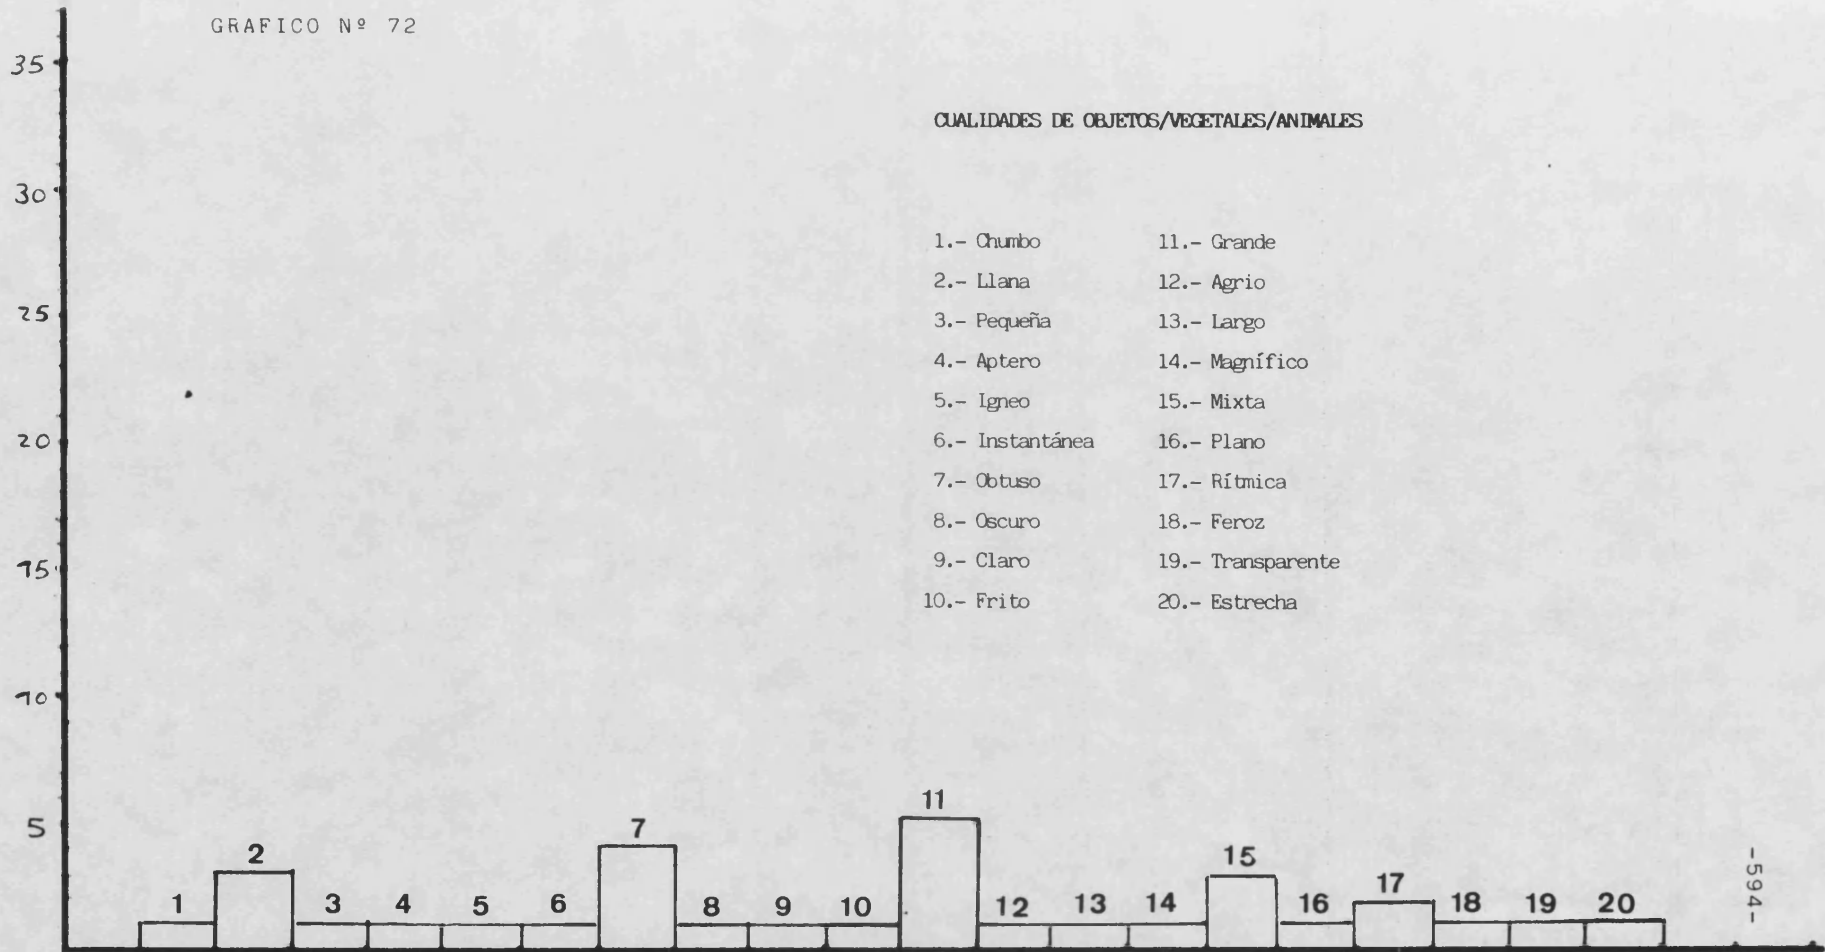 GRAFICO Nº 72
35
30
25
20
15
10
5
CUALIDADES DE OBJETOS/VEGETALES/ANIMALES
1.- Chumbo
2.- Llana
3.- Pequeña
4.- Aptero
5.- Igneo
6.- Instantánea
7.- Obtuso
8.- Oscuro
9.- Claro
10.- Frito
11.- Grande
12.- Agrio
13.- Largo
14.- Magnífico
15.- Mixta
16.- Plano
17.- Rítmica
18.- Feroz
19.- Transparente
20.- Estrecha
1 2 3 4 5 6 7 8 9 10 11 12 13 14 15 16 17 18 19 20
-594-